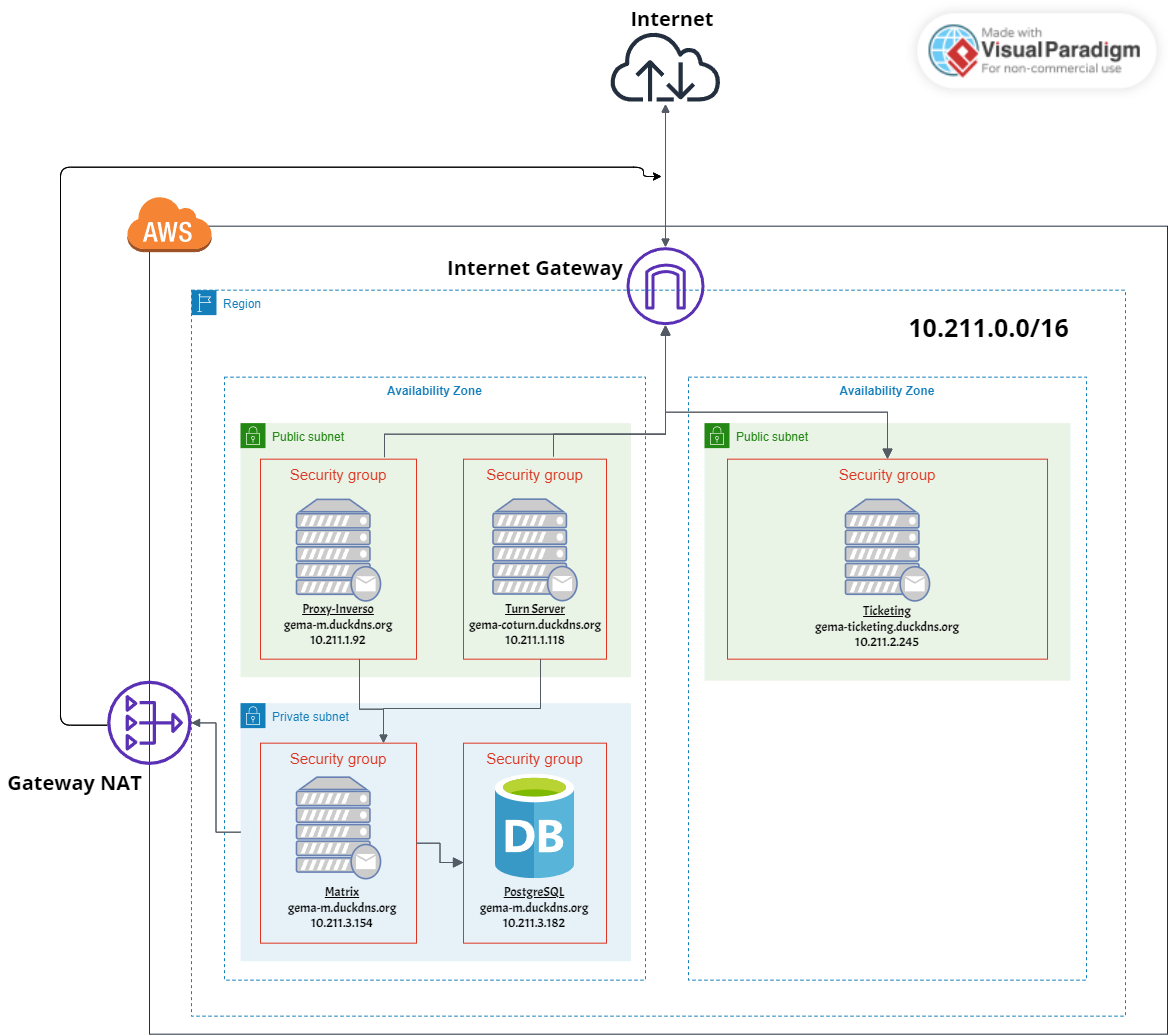 Internet
Made with
VisualParadigm
For non-commercial use
AWS
Internet Gateway
Region
10.211.0.0/16
Availability Zone
Availability Zone
Public subnet
Public subnet
Security group
Security group
Security group
Proxy-Inverso
gema-m.duckdns.org
10.211.1.92
Turn Server
gema-coturn.duckdns.org
10.211.1.118
Ticketing
gema-ticketing.duckdns.org
10.211.2.245
Private subnet
Gateway NAT
Security group
Security group
DB
Matrix
gema-m.duckdns.org
10.211.3.154
PostgreSQL
gema-m.duckdns.org
10.211.3.182